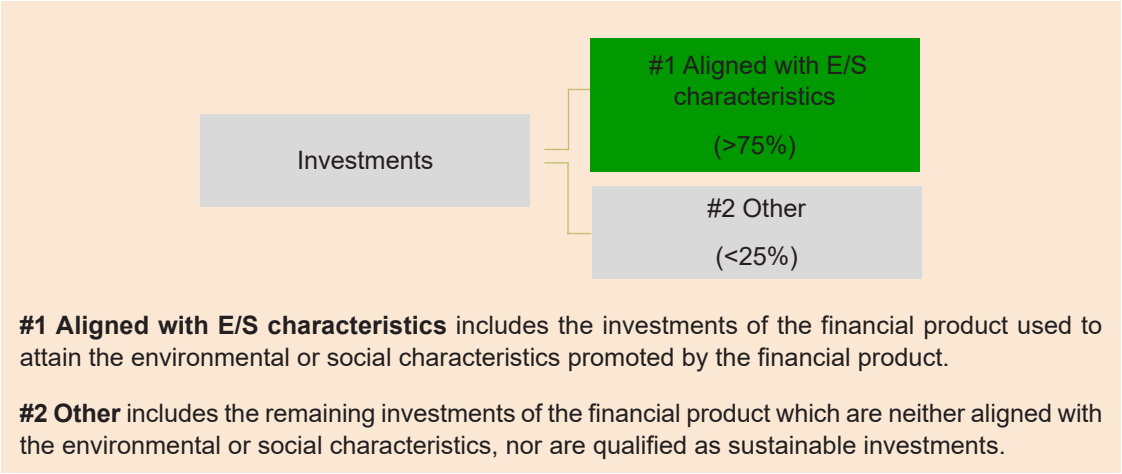 #1 Aligned with E/S
characteristics
(>75%)
Investments
#2 Other
(<25%)
#1 Aligned with E/S characteristics includes the investments of the financial product used to
attain the environmental or social characteristics promoted by the financial product.
#2 Other includes the remaining investments of the financial product which are neither aligned with
the environmental or social characteristics, nor are qualified as sustainable investments.